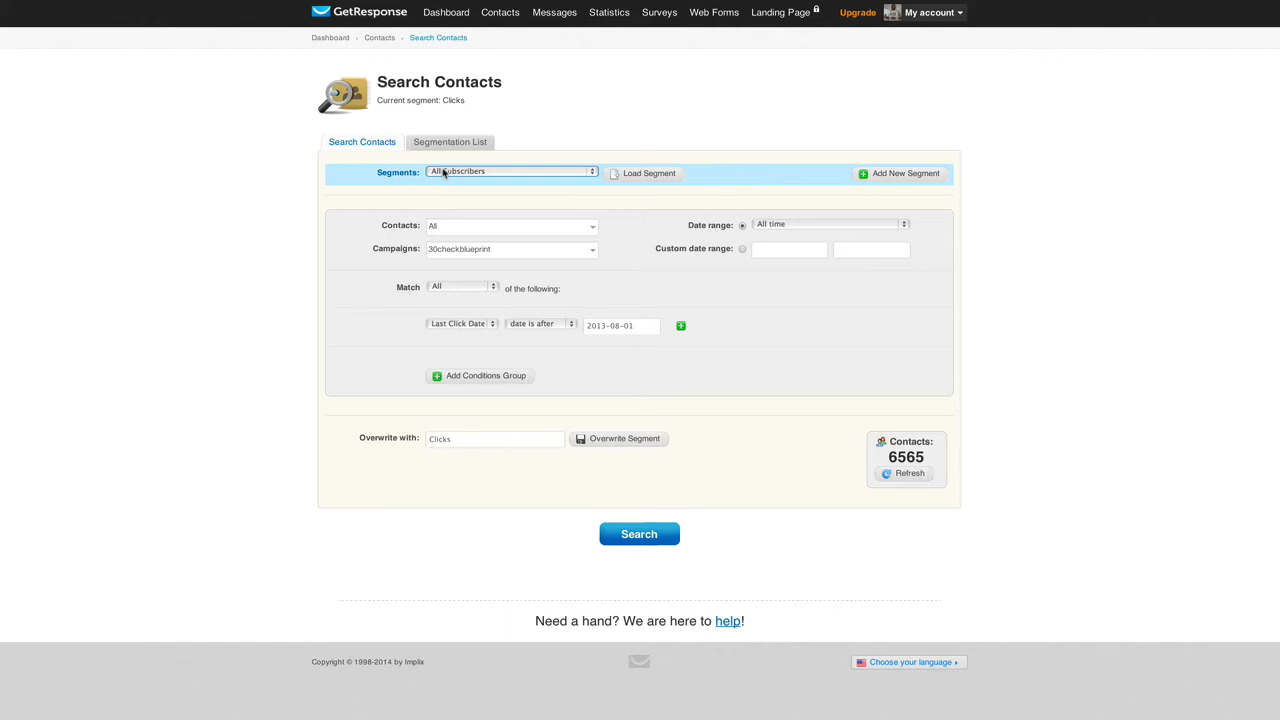 GetResponse Dashboard Contacts Messages Statistics Surveys Web Forms Landing Page Upgrade My account
Dashboard Contacts Search Contacts
Search Contacts
Current segment: Clicks
Search Contacts Segmentation List
Segments: All Subscribers Load Segment Add New Segment
Contacts: All Date range: All time
Campaigns: 30checkblueprint Custom date range:
Match All of the following:
Last Click Date date is after 2013-08-01
Add Conditions Group
Overwrite with: Clicks Overwrite Segment
Contacts:
6565
Refresh
Search
Need a hand? We are here to help!
Copyright © 1998-2014 by Implix Choose your language